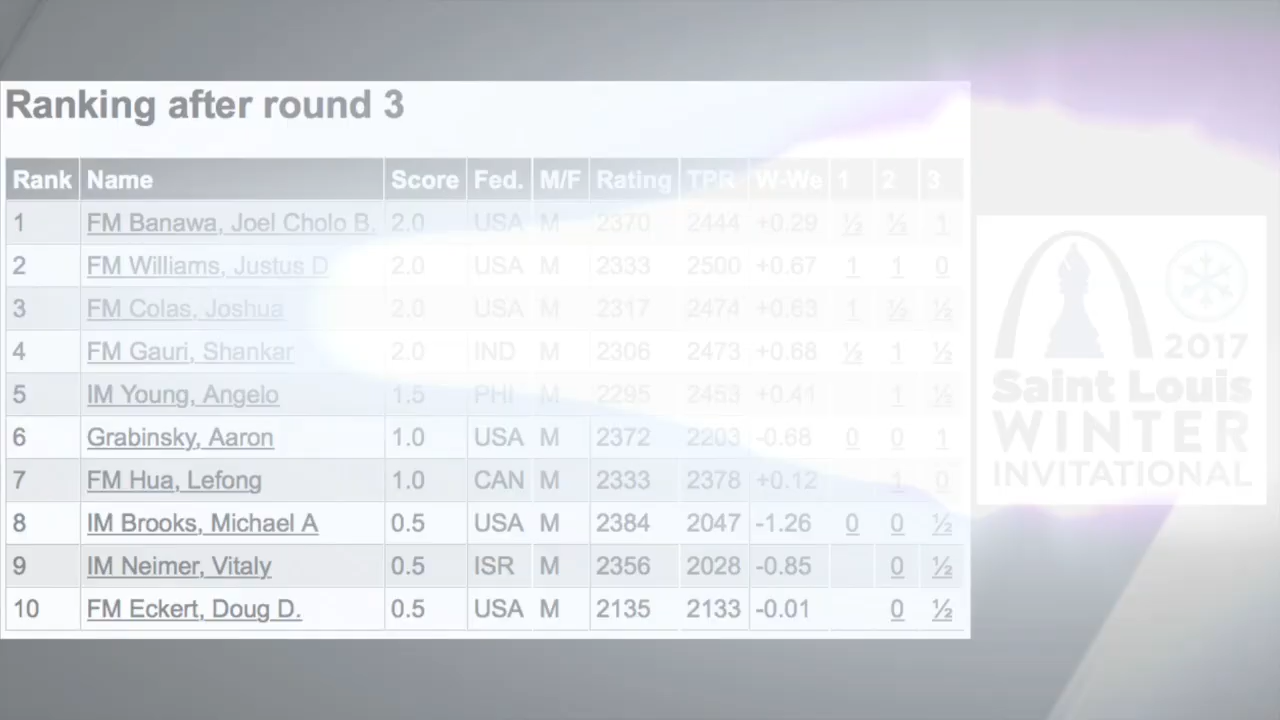 Ranking after round 3
Rank Name Score Fed. M/F Rating TPR W-We 1 2 3
1 FM Banawa, Joel Cholo B. 2.0 USA M 2370 2444 +0.29 ½ ½ 1
2 FM Williams, Justus D 2.0 USA M 2333 2500 +0.67 1 1 0
3 FM Colas, Joshua 2.0 USA M 2317 2474 +0.63 1 ½ ½
4 FM Gauri, Shankar 2.0 IND M 2306 2473 +0.68 ½ 1 ½
5 IM Young, Angelo 1.5 PHI M 2295 2453 +0.41 1 ½
6 Grabinsky, Aaron 1.0 USA M 2372 2203 -0.68 0 0 1
7 FM Hua, Lefong 1.0 CAN M 2333 2378 +0.12 1 0
8 IM Brooks, Michael A 0.5 USA M 2384 2047 -1.26 0 0 ½
9 IM Neimer, Vitaly 0.5 ISR M 2356 2028 -0.85 0 ½
10 FM Eckert, Doug D. 0.5 USA M 2135 2133 -0.01 0 ½
2017
Saint Louis
WINTER
INVITATIONAL